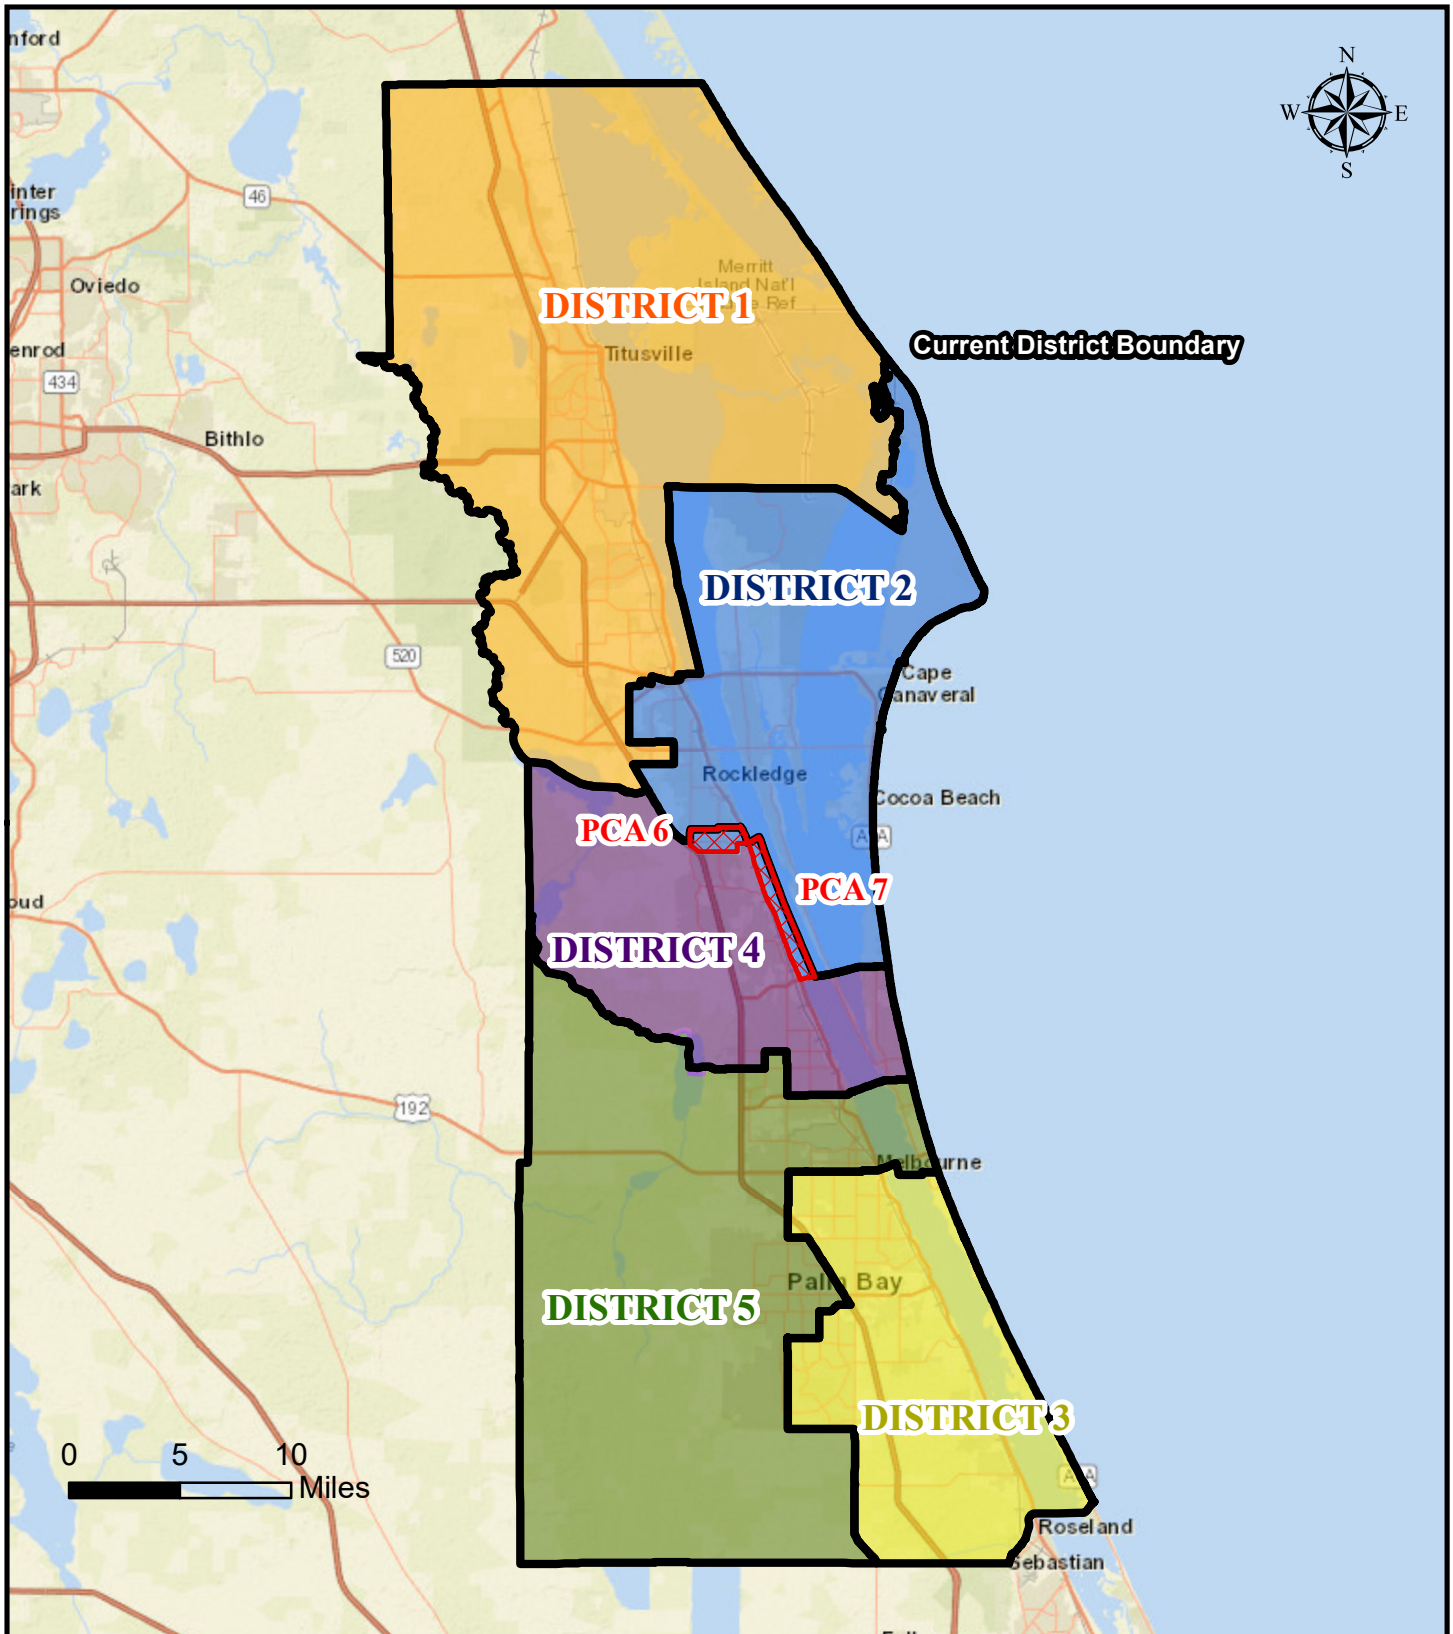 nford
N
W
E
S
46
inter
rings
Oviedo
Merritt
Island Nat'l
Ref
DISTRICT 1
Titusville
Current District Boundary
enrod
434
Bithlo
ark
DISTRICT 2
520
Cape
Canaveral
Rockledge
Cocoa Beach
PCA 6
A
A
PCA 7
oud
DISTRICT 4
192
Melbourne
Palm Bay
DISTRICT 5
DISTRICT 3
0
5
10
Miles
A
A
Roseland
Sebastian